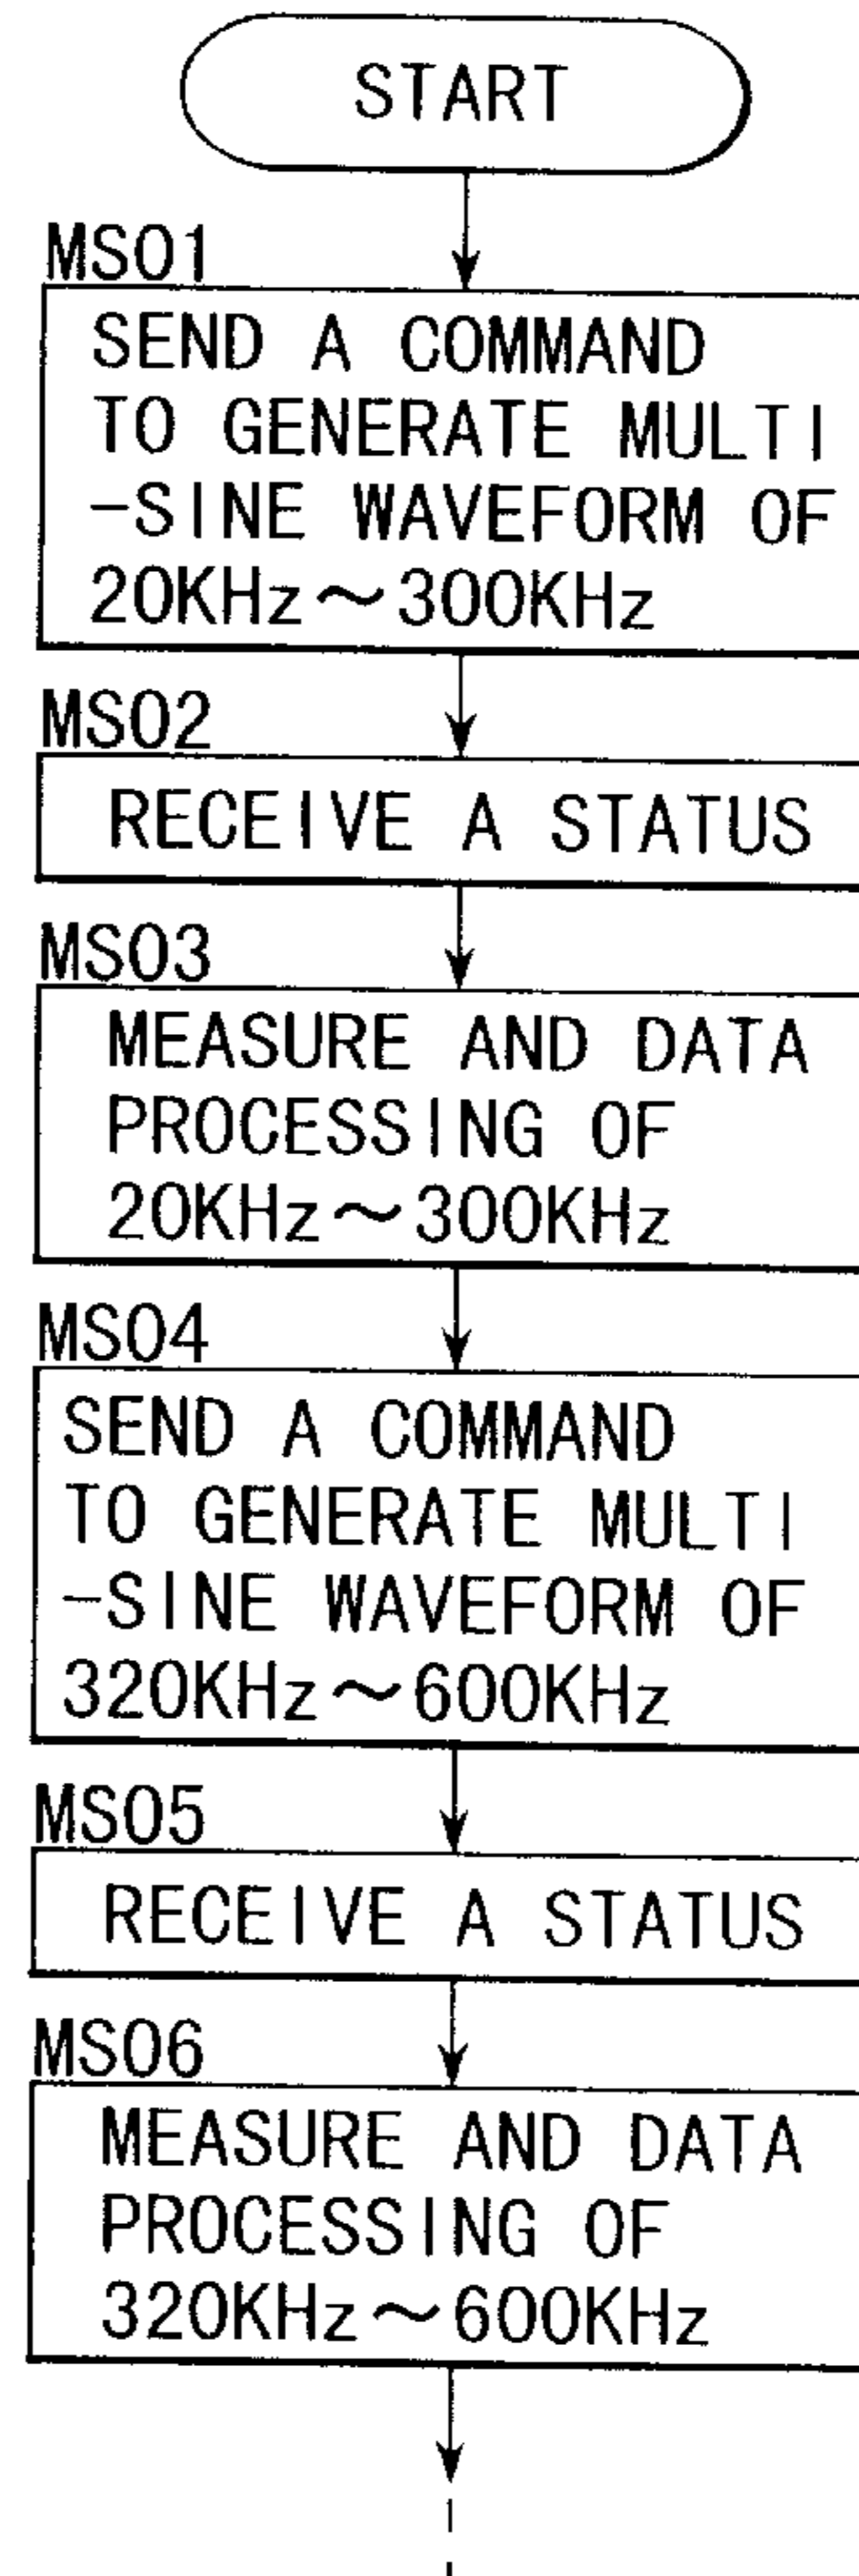 START
MS01
SEND A COMMAND
TO GENERATE MULTI
-SINE WAVEFORM OF
20KHz～300KHz
MS02
RECEIVE A STATUS
MS03
MEASURE AND DATA
PROCESSING OF
20KHz～300KHz
MS04
SEND A COMMAND
TO GENERATE MULTI
-SINE WAVEFORM OF
320KHz～600KHz
MS05
RECEIVE A STATUS
MS06
MEASURE AND DATA
PROCESSING OF
320KHz～600KHz